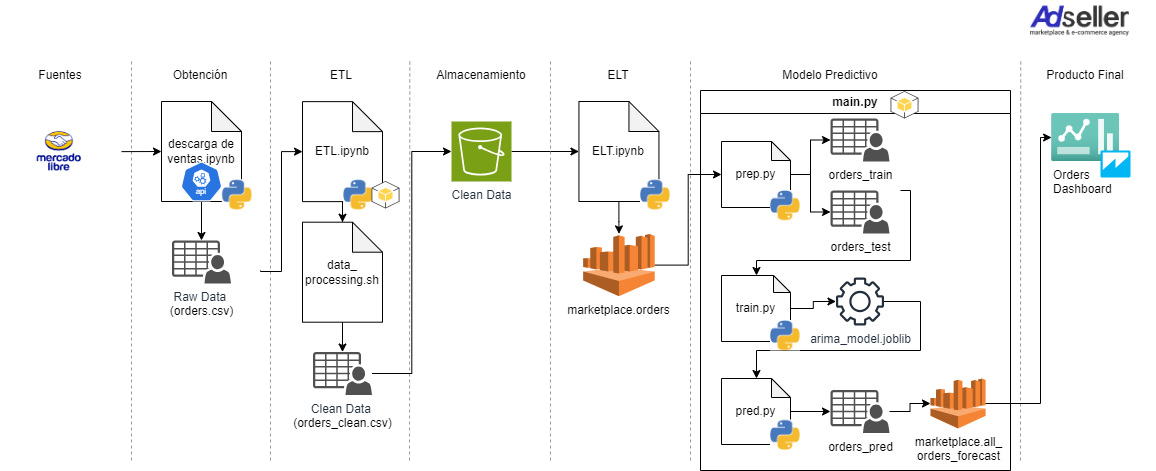 Adseller
marketplace & e-commerce agency
Fuentes
Obtención
ETL
Almacenamiento
ELT
Modelo Predictivo
Producto Final
mercado
libre
descarga de
ventas.ipynb
api
Raw Data
(orders.csv)
ETL.ipynb
data_
processing.sh
Clean Data
(orders_clean.csv)
Clean Data
ELT.ipynb
marketplace.orders
main.py
prep.py
orders_train
orders_test
train.py
arima_model.joblib
pred.py
orders_pred
marketplace.all_
orders_forecast
Orders
Dashboard